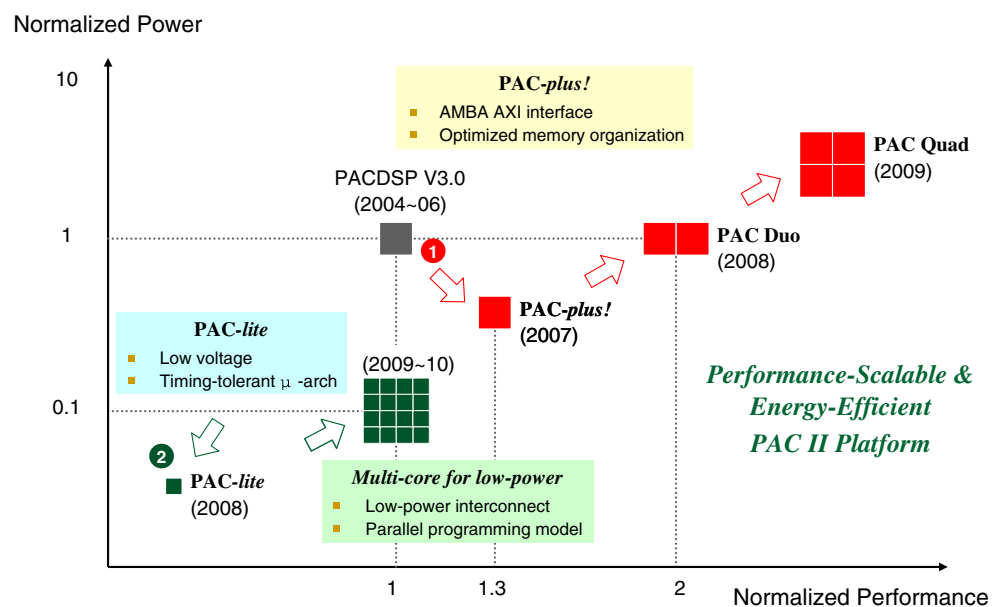 Normalized Power
10
PAC-plus!
AMBA AXI interface
Optimized memory organization
PAC Quad
(2009)
PACDSP V3.0
(2004~06)
1
1
PAC Duo
(2008)
PAC-plus!
(2007)
PAC-lite
Low voltage
Timing-tolerant μ -arch
(2009~10)
Performance-Scalable &
Energy-Efficient
PAC II Platform
0.1
2
PAC-lite
(2008)
Multi-core for low-power
Low-power interconnect
Parallel programming model
1
1.3
2
Normalized Performance